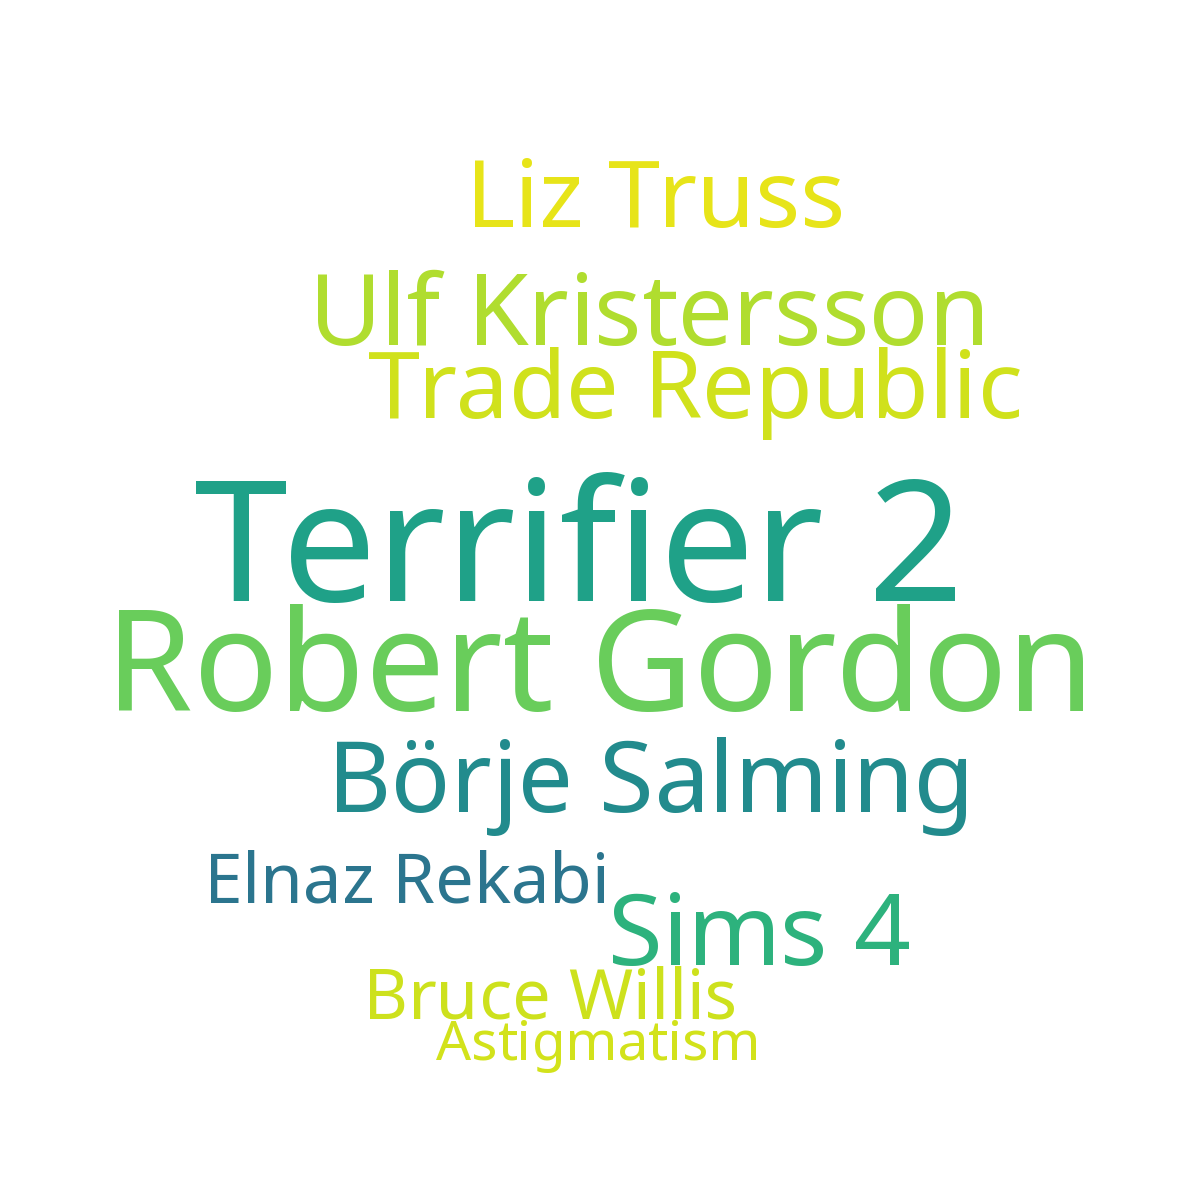 Liz Truss
Ulf Kristersson
Trade Republic
Terrifier 2
Robert Gordon
Börje Salming
Elnaz Rekabi
Sims 4
Bruce Willis
Astigmatism